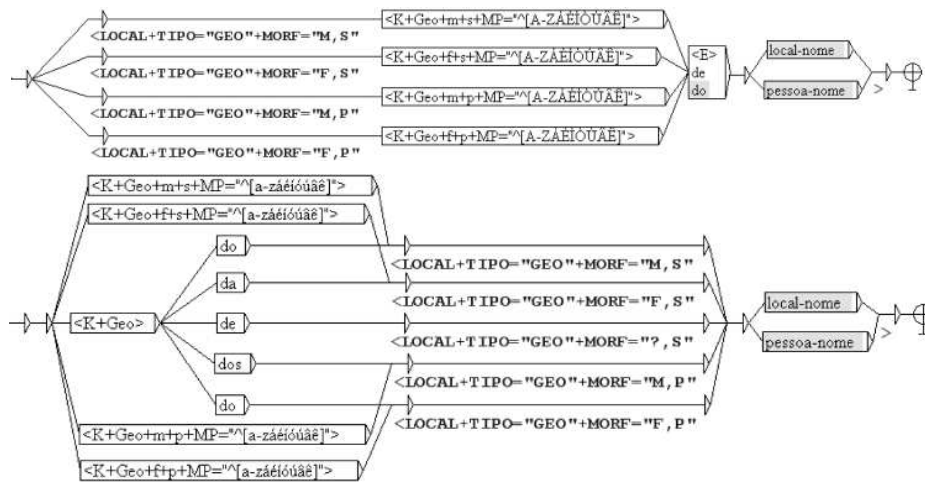 <K+Geo+m+s+MP="^[A-ZÁÉÍÓÚÂÊ]">
<LOCAL+TIPO="GEO"+MORF="M,S"
<K+Geo+f+s+MP="^[A-ZÁÉÍÓÚÂÊ]">
<LOCAL+TIPO="GEO"+MORF="F,S"
<K+Geo+m+p+MP="^[A-ZÁÉÍÓÚÂÊ]">
<LOCAL+TIPO="GEO"+MORF="M,P"
<K+Geo+f+p+MP="^[A-ZÁÉÍÓÚÂÊ]">
<LOCAL+TIPO="GEO"+MORF="F,P"
<E>
de
do
local-nome
pessoa-nome
>
<K+Geo+m+s+MP="^[a-záéíóúâê]">
<K+Geo+f+s+MP="^[a-záéíóúâê]">
do
<LOCAL+TIPO="GEO"+MORF="M,S"
da
<LOCAL+TIPO="GEO"+MORF="F,S"
<K+Geo>
de
<LOCAL+TIPO="GEO"+MORF="?,S"
dos
<LOCAL+TIPO="GEO"+MORF="M,P"
do
<LOCAL+TIPO="GEO"+MORF="F,P"
local-nome
pessoa-nome
>
<K+Geo+m+p+MP="^[a-záéíóúâê]">
<K+Geo+f+p+MP="^[a-záéíóúâê]">